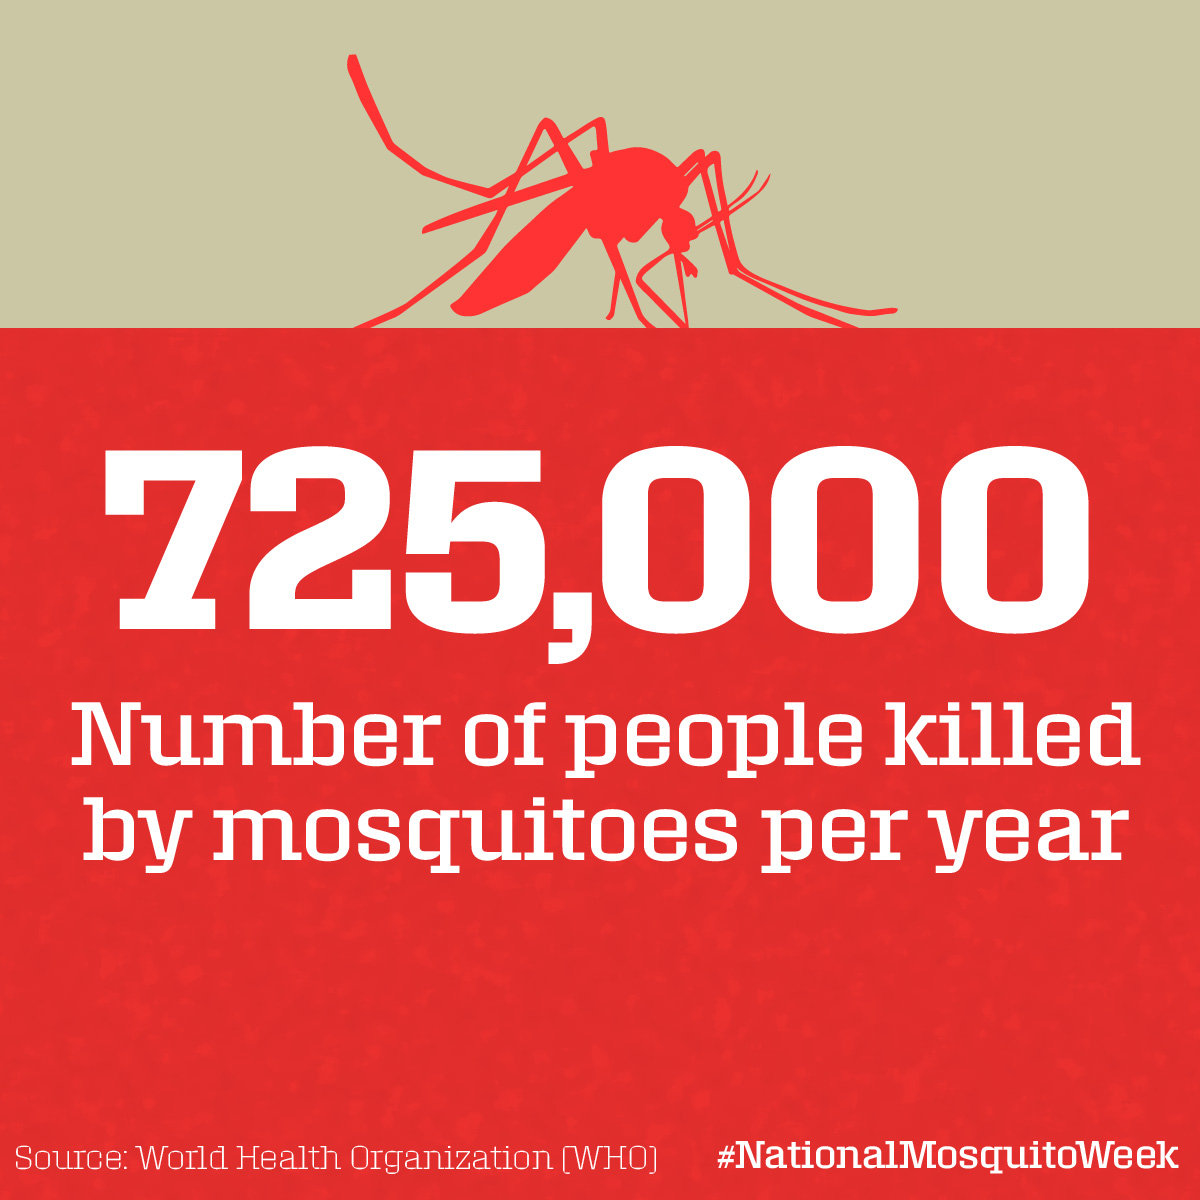 725,000
Number of people killed
by mosquitoes per year
Source: World Health Organization (WHO)
#NationalMosquitoWeek